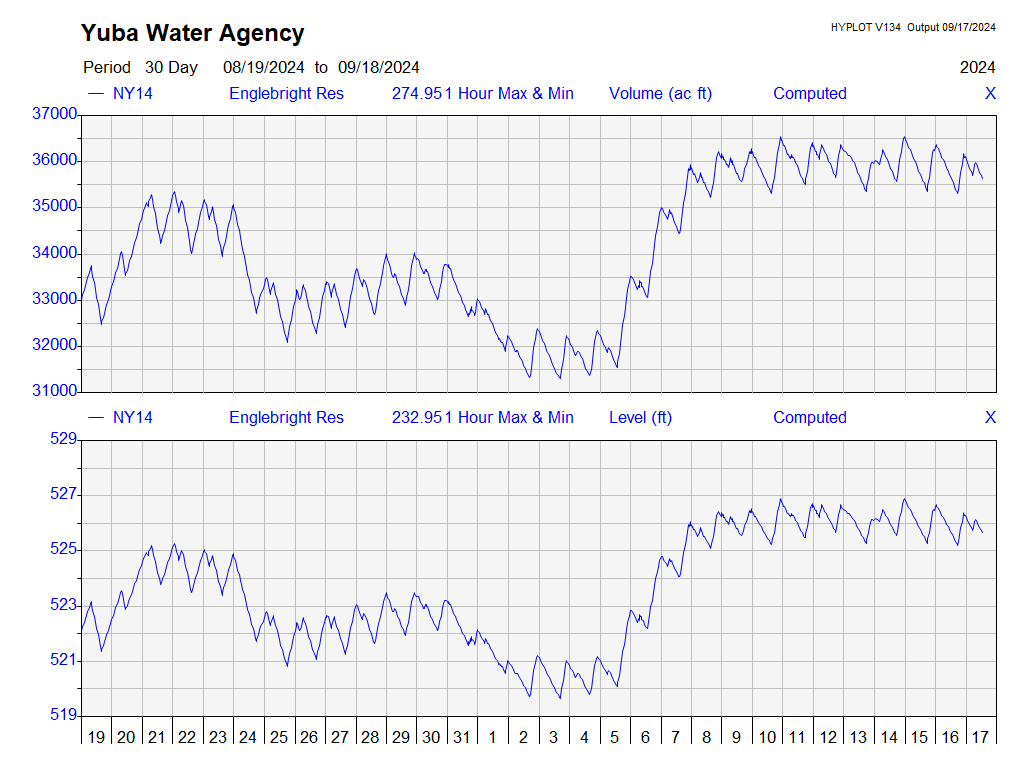 Yuba Water Agency
HYPLOT V134 Output 09/17/2024
Period 30 Day 08/19/2024 to 09/18/2024 2024
NY14 Englebright Res 274.951 Hour Max & Min Volume (ac ft) Computed X
37000
36000
35000
34000
33000
32000
31000
NY14 Englebright Res 232.951 Hour Max & Min Level (ft) Computed X
529
527
525
523
521
519
19 20 21 22 23 24 25 26 27 28 29 30 31 1 2 3 4 5 6 7 8 9 10 11 12 13 14 15 16 17